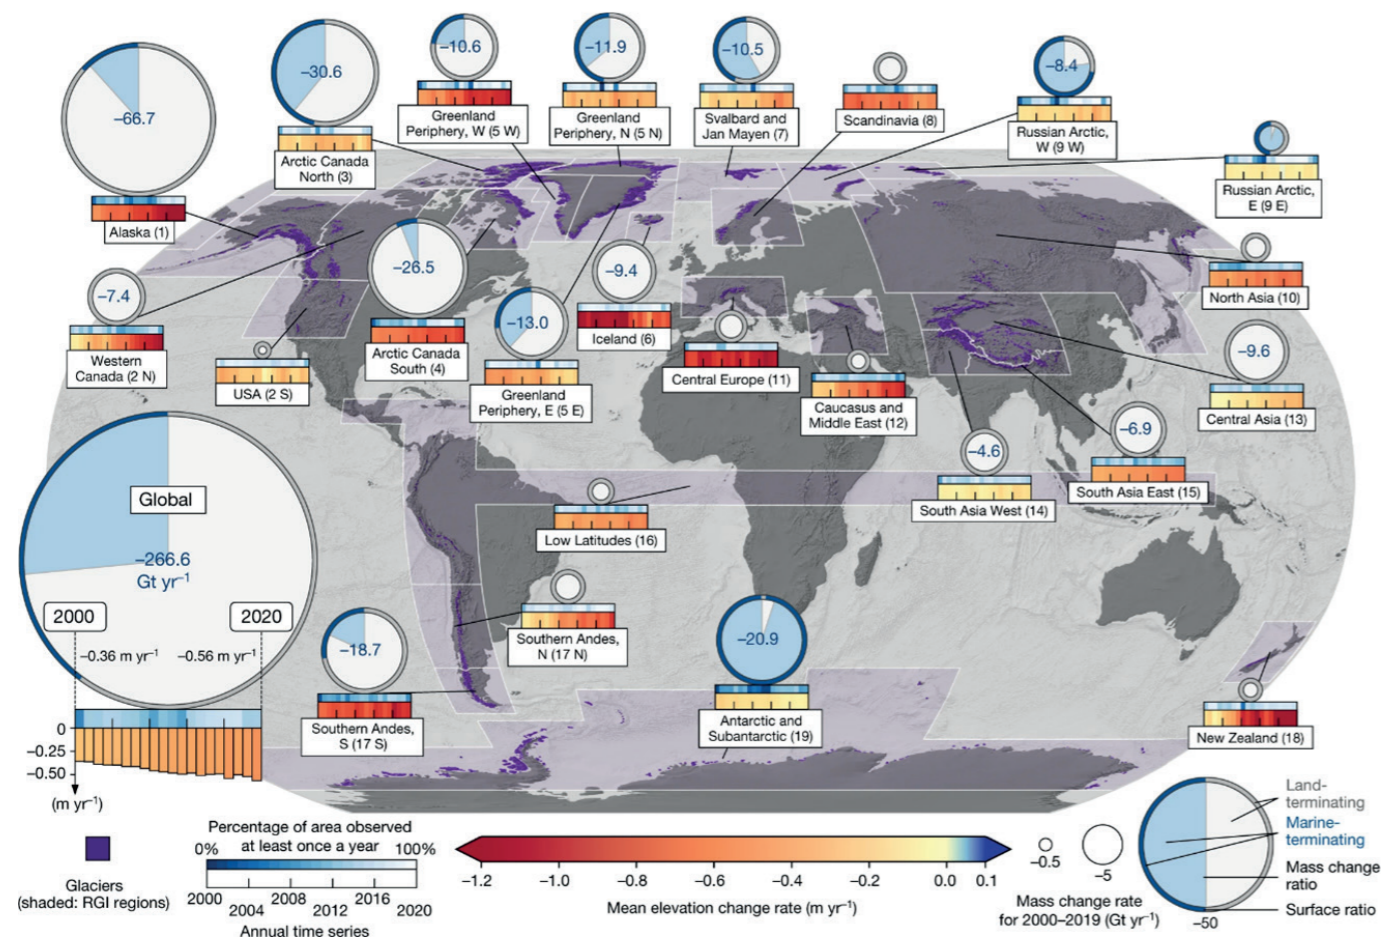 −66.7
Alaska (1)
−30.6
Arctic Canada
North (3)
−10.6
Greenland
Periphery, W (5 W)
−11.9
Greenland
Periphery, N (5 N)
−10.5
Svalbard and
Jan Mayen (7)
Scandinavia (8)
−8.4
Russian Arctic,
W (9 W)
Russian Arctic,
E (9 E)
−7.4
Western
Canada (2 N)
USA (2 S)
−26.5
Arctic Canada
South (4)
−13.0
Greenland
Periphery, E (5 E)
−9.4
Iceland (6)
Central Europe (11)
Caucasus and
Middle East (12)
North Asia (10)
−9.6
Central Asia (13)
−4.6
South Asia West (14)
−6.9
South Asia East (15)
Low Latitudes (16)
Southern Andes,
N (17 N)
−18.7
Southern Andes,
S (17 S)
−20.9
Antarctic and
Subantarctic (19)
New Zealand (18)
Global
−266.6
Gt yr−1
2000
2020
−0.36 m yr−1
−0.56 m yr−1
0
−0.25
−0.50
(m yr−1)
Glaciers
(shaded: RGI regions)
Percentage of area observed
0% at least once a year 100%
2000 2008 2016
2004 2012 2020
Annual time series
−1.2 −1.0 −0.8 −0.6 −0.4 −0.2 0.0 0.1
Mean elevation change rate (m yr−1)
−0.5
−5
−50
Mass change rate
for 2000–2019 (Gt yr−1)
Land-
terminating
Marine-
terminating
Mass change
ratio
Surface ratio